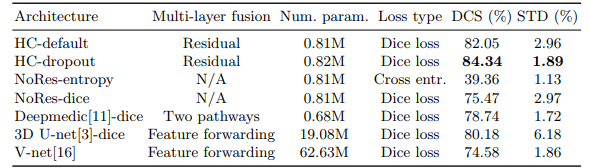 Architecture Multi-layer fusion Num. param. Loss type DCS (%) STD (%)
HC-default Residual 0.81M Dice loss 82.05 2.96
HC-dropout Residual 0.82M Dice loss 84.34 1.89
NoRes-entropy N/A 0.81M Cross entr. 39.36 1.13
NoRes-dice N/A 0.81M Dice loss 75.47 2.97
Deepmedic[11]-dice Two pathways 0.68M Dice loss 78.74 1.72
3D U-net[3]-dice Feature forwarding 19.08M Dice loss 80.18 6.18
V-net[16] Feature forwarding 62.63M Dice loss 74.58 1.86